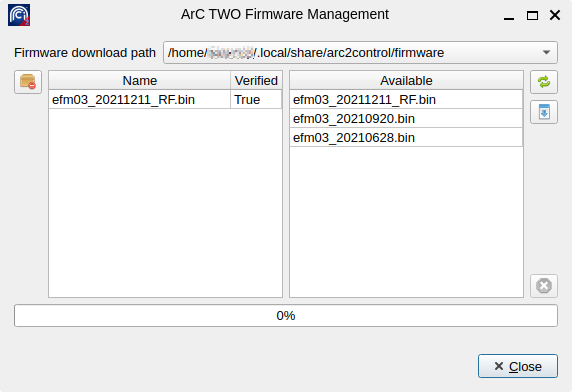 ArC TWO Firmware Management
Firmware download path /home/ /.local/share/arc2control/firmware
Name Verified Available
efm03_20211211_RF.bin True efm03_20211211_RF.bin
efm03_20210920.bin
efm03_20210628.bin
0%
Close